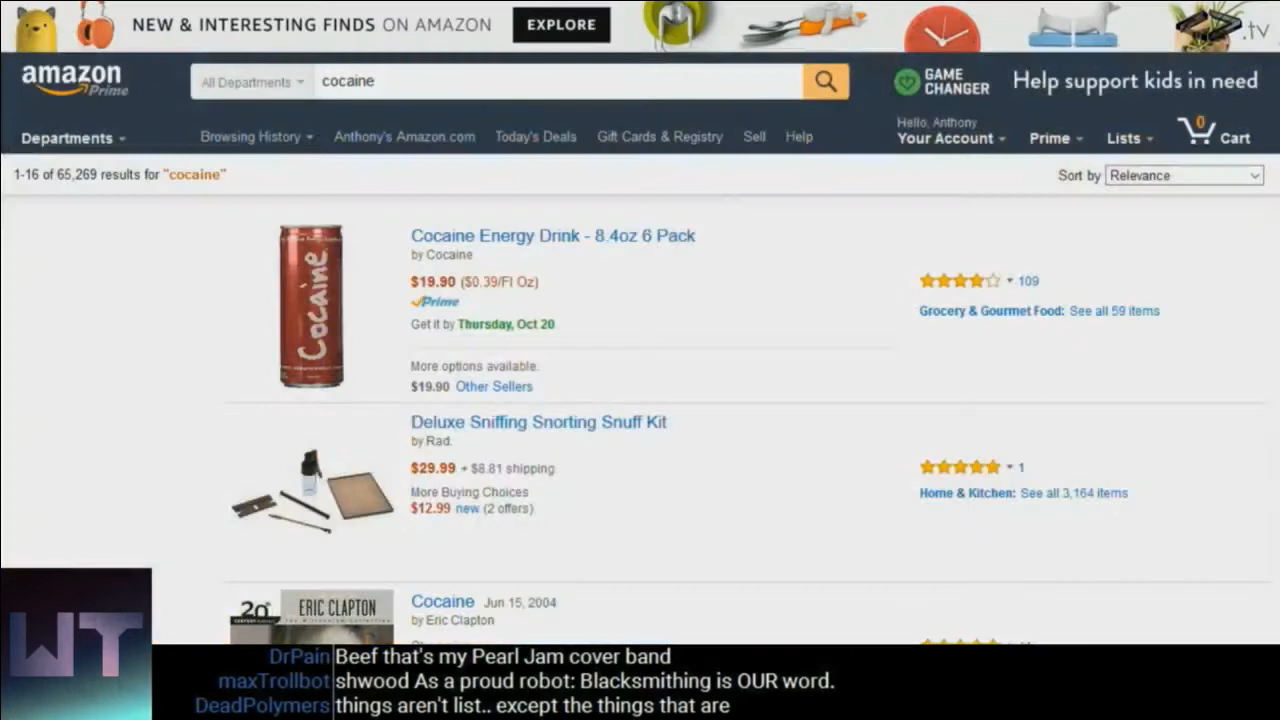 NEW & INTERESTING FINDS ON AMAZON EXPLORE
.tv
amazon Prime
All Departments cocaine
GAME CHANGER
Help support kids in need
Departments
Browsing History Anthony's Amazon.com Today's Deals Gift Cards & Registry Sell Help
Hello, Anthony
Your Account Prime Lists 0 Cart
1-16 of 65,269 results for "cocaine"
Sort by Relevance
Cocaine
Cocaine Energy Drink - 8.4oz 6 Pack
by Cocaine
$19.90 ($0.39/Fl Oz)
Prime
Get it by Thursday, Oct 20
More options available:
$19.90 Other Sellers
109
Grocery & Gourmet Food: See all 59 items
Deluxe Sniffing Snorting Snuff Kit
by Rad.
$29.99 + $8.81 shipping
More Buying Choices
$12.99 new (2 offers)
1
Home & Kitchen: See all 3,164 items
20th
ERIC CLAPTON
Cocaine Jun 15, 2004
by Eric Clapton
WT
DrPain Beef that's my Pearl Jam cover band
maxTrollbot shwood As a proud robot: Blacksmithing is OUR word.
DeadPolymers things aren't list.. except the things that are